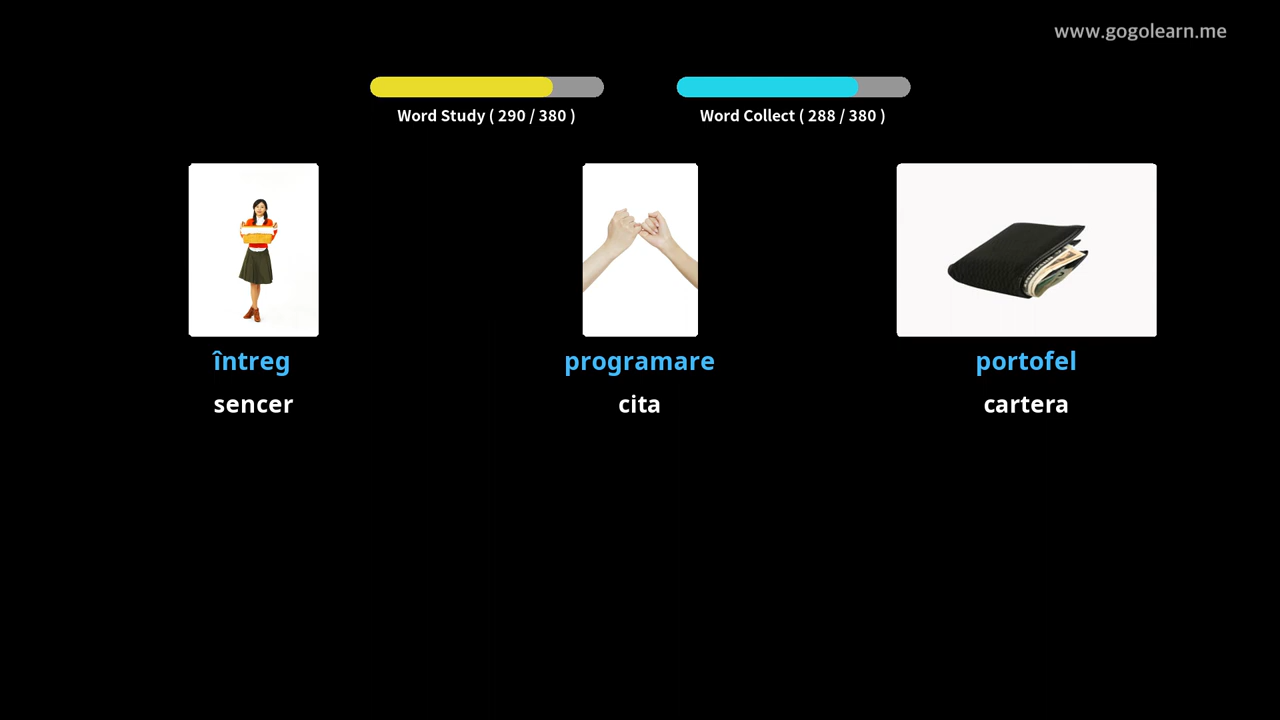 www.gogolearn.me
Word Study ( 290 / 380 )
Word Collect ( 288 / 380 )
întreg
programare
portofel
sencer
cita
cartera